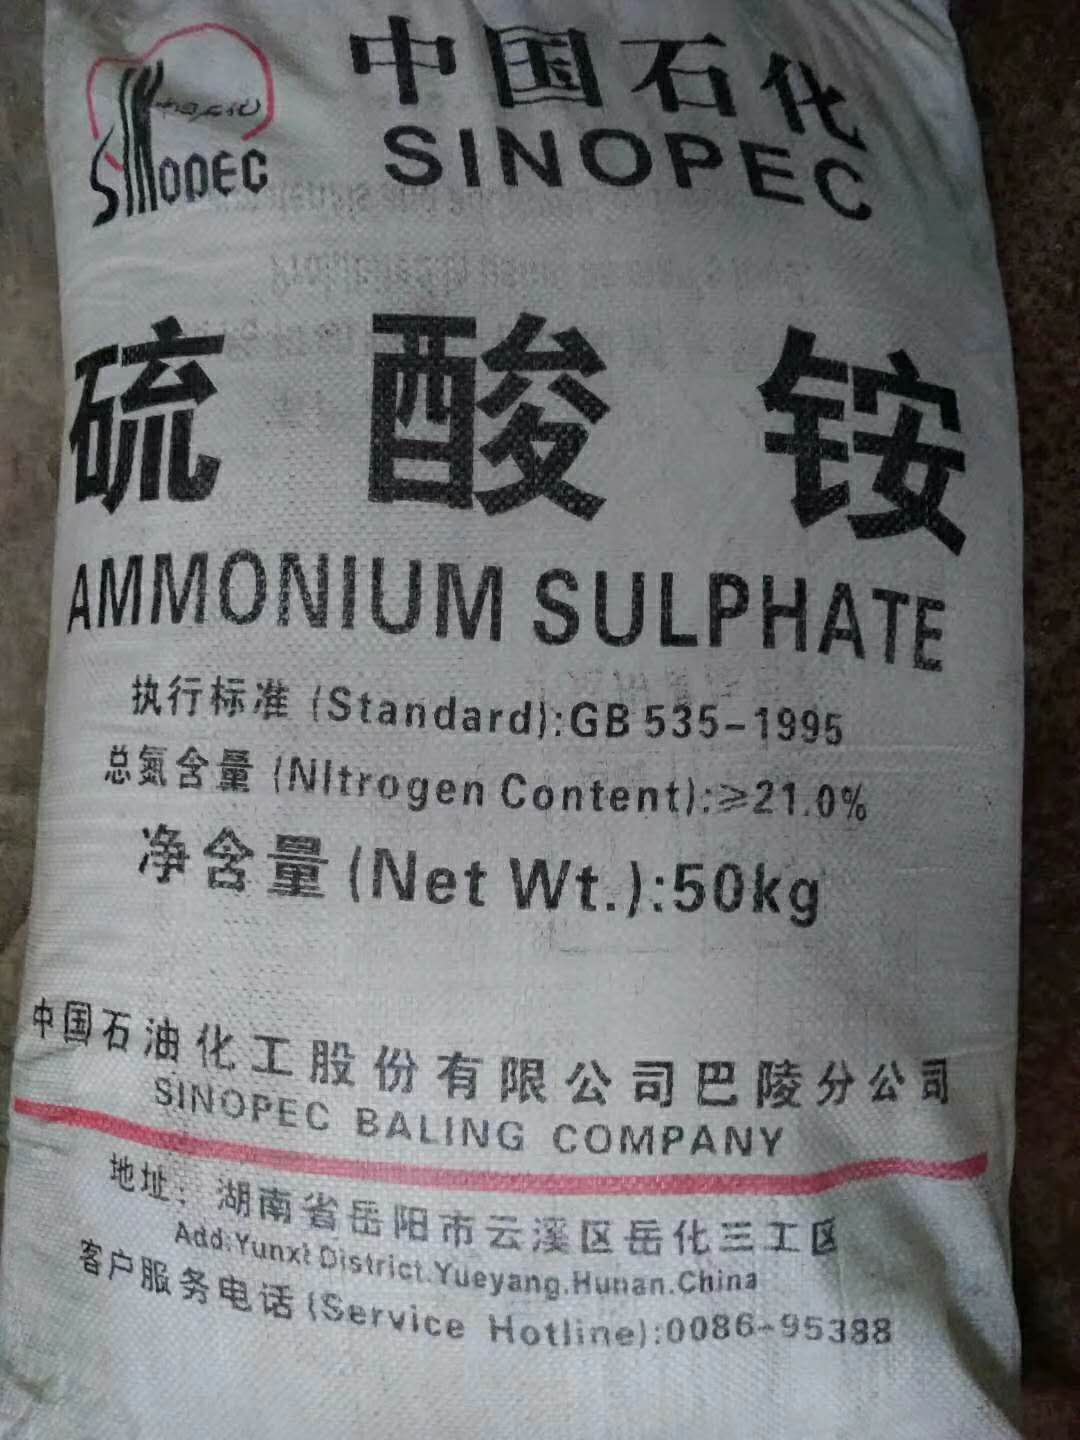 中国石化
SINOPEC
中国石化
SINOPEC
硫酸铵
AMMONIUM SULPHATE
执行标准 (Standard):GB 535-1995
总氮含量 (NItrogen Content):≥21.0%
净含量 (Net Wt.):50kg
中国石油化工股份有限公司巴陵分公司
SINOPEC BALING COMPANY
地址: 湖南省岳阳市云溪区岳化三工区
Add:Yunxi District.Yueyang.Hunan.China
客户服务电话 (Service Hotline):0086-95388